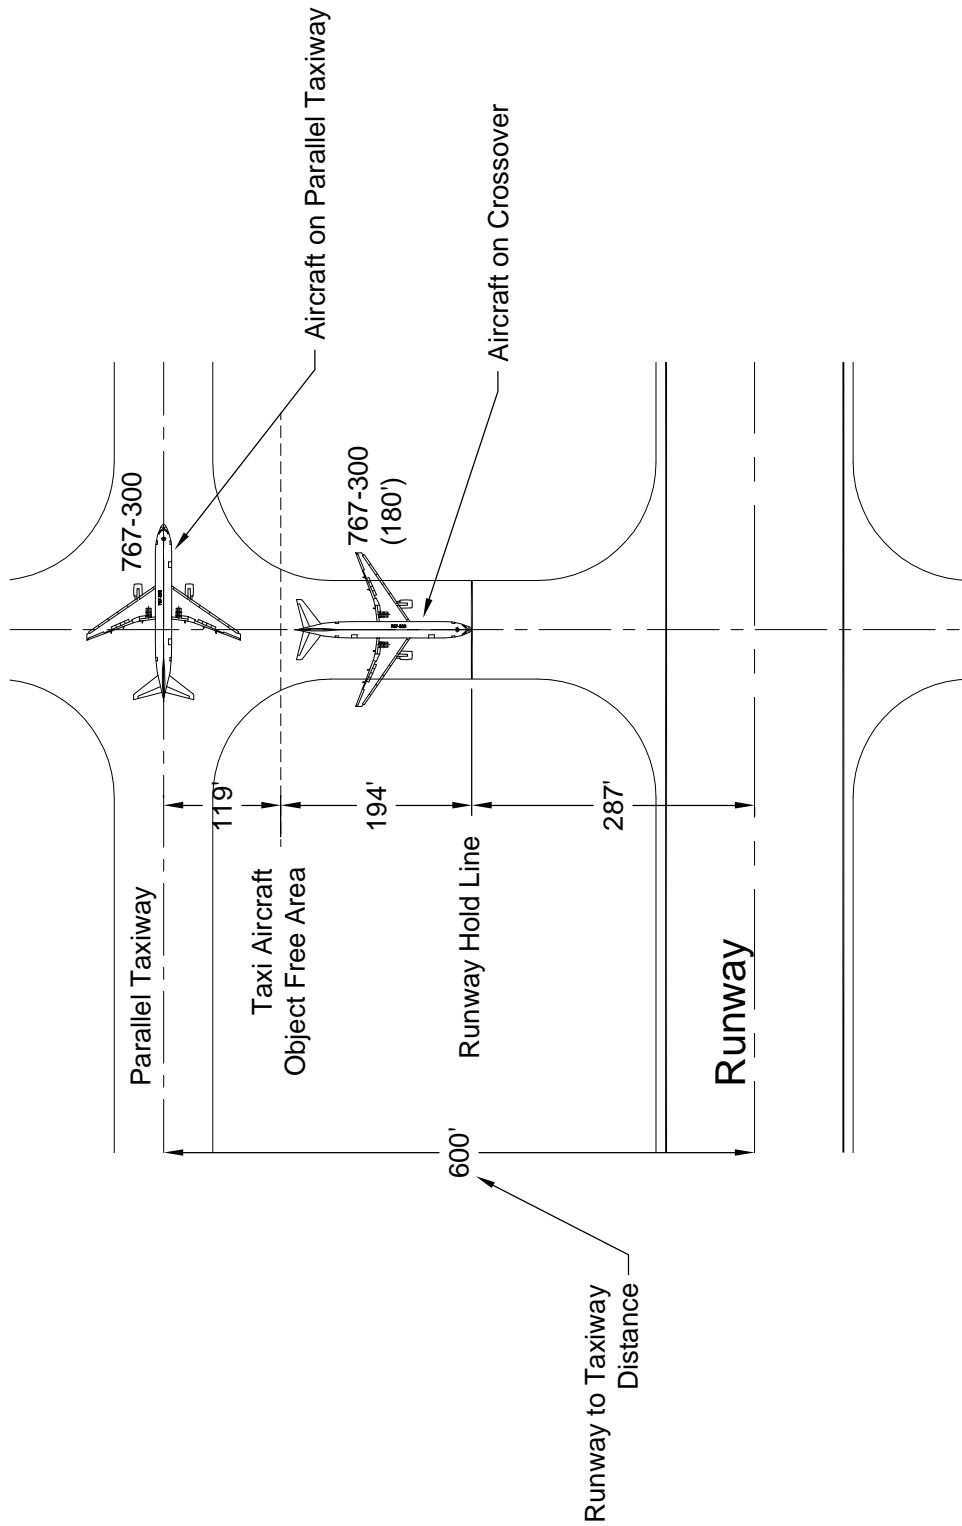 767-300
Aircraft on Parallel Taxiway
767-300
(180')
Aircraft on Crossover
Parallel Taxiway
119'
Taxi Aircraft
Object Free Area
194'
Runway Hold Line
287'
Runway
600'
Runway to Taxiway
Distance